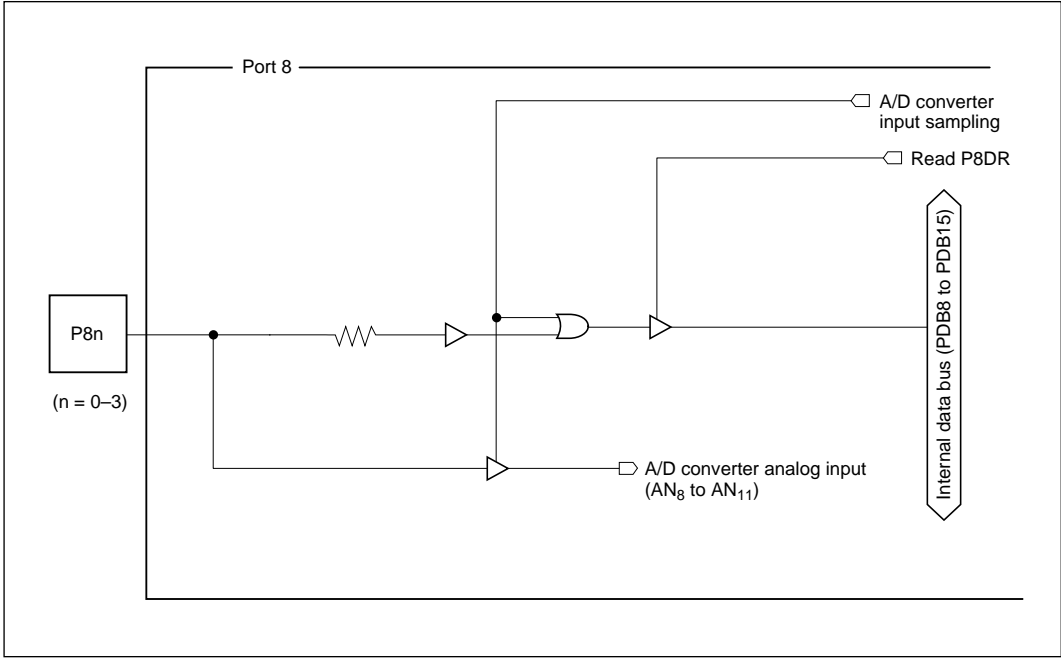 Port 8
A/D converter
input sampling
Read P8DR
Internal data bus (PDB8 to PDB15)
P8n
(n = 0–3)
A/D converter analog input
(AN8 to AN11)